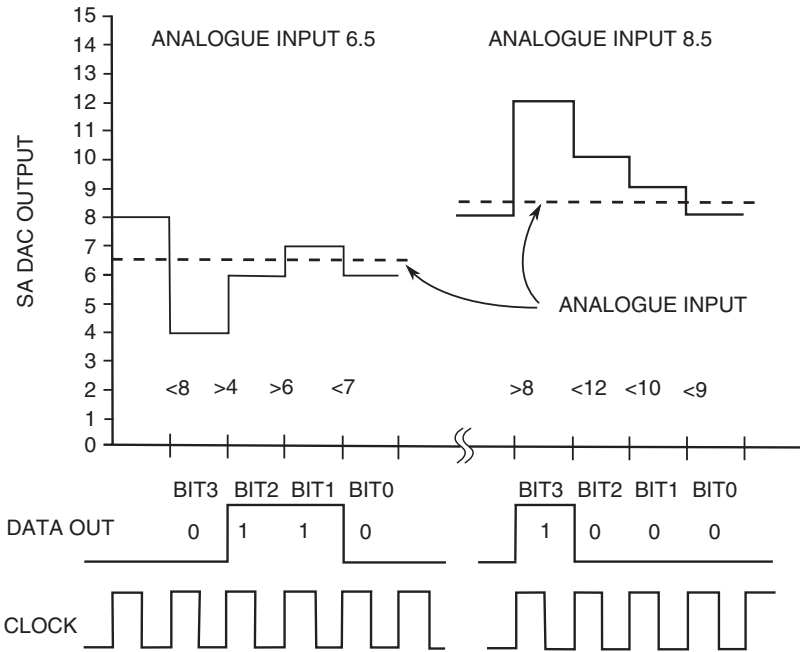 15
ANALOGUE INPUT 6.5 ANALOGUE INPUT 8.5
14
13
12
11
10
9
8
7
6
5
4
3
2
1
0
SA DAC OUTPUT
ANALOGUE INPUT
<8 >4 >6 <7 >8 <12 <10 <9
BIT3 BIT2 BIT1 BIT0 BIT3 BIT2 BIT1 BIT0
DATA OUT 0 1 1 0 1 0 0 0
CLOCK